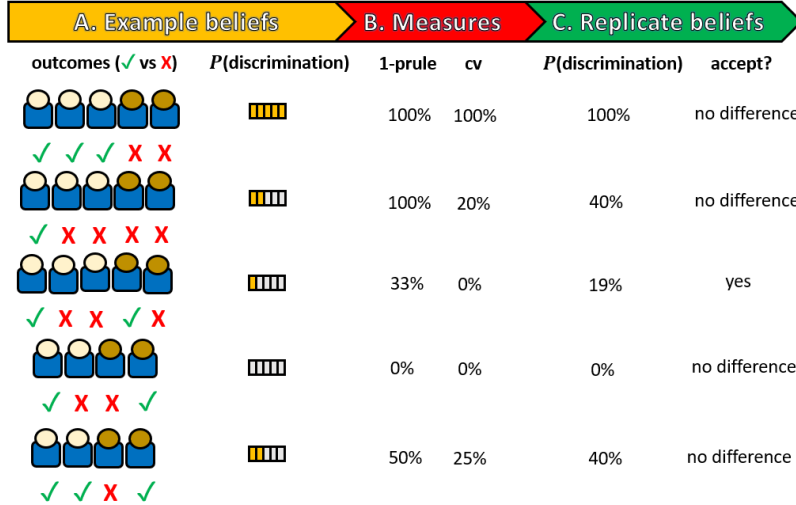 A. Example beliefs B. Measures C. Replicate beliefs
outcomes (✓ vs X) P(discrimination) 1-prule cv P(discrimination) accept?
100% 100% 100% no difference
✓ ✓ ✓ X X
100% 20% 40% no difference
✓ X X X X
33% 0% 19% yes
✓ X X ✓ X
0% 0% 0% no difference
✓ X X ✓
50% 25% 40% no difference
✓ ✓ X ✓